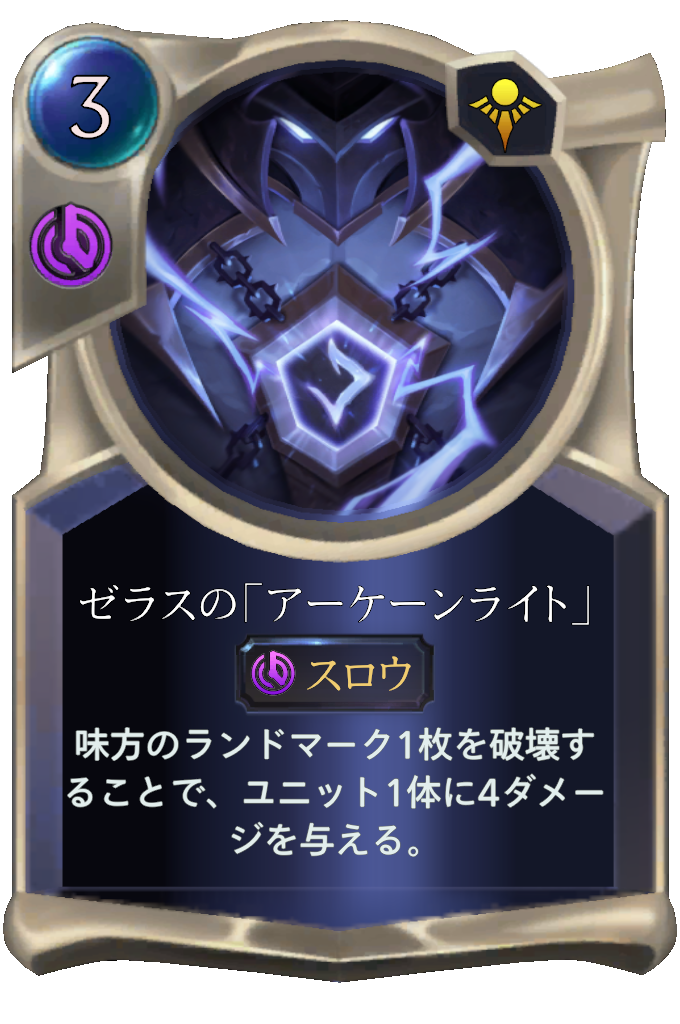 3
ゼラスの「アーケーンライト」
スロウ
味方のランドマーク1枚を破壊す
ることで、ユニット1体に4ダメー
ジを与える。